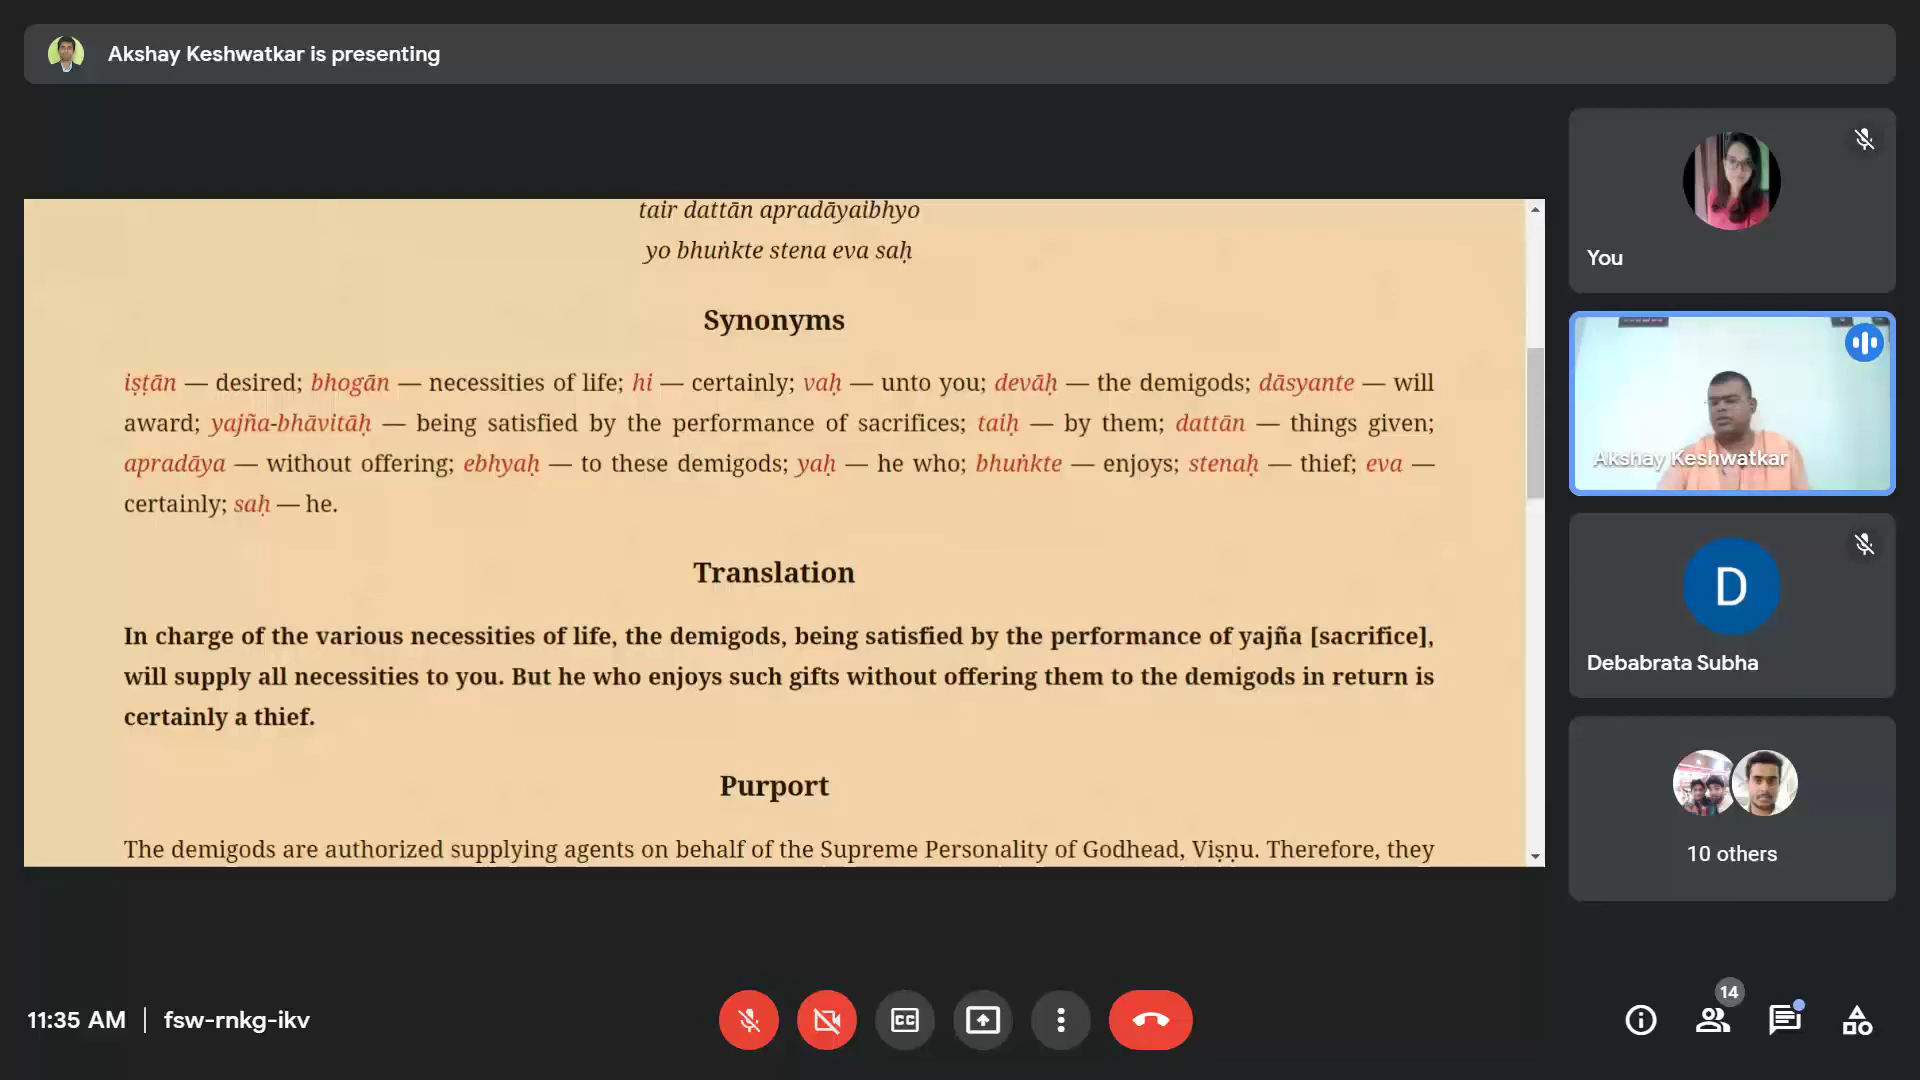 Akshay Keshwatkar is presenting
tair dattān apradāyaibhyo
yo bhuṅkte stena eva saḥ
Synonyms
iṣṭān — desired; bhogān — necessities of life; hi — certainly; vaḥ — unto you; devāḥ — the demigods; dāsyante — will
award; yajña-bhāvitāḥ — being satisfied by the performance of sacrifices; taiḥ — by them; dattān — things given;
apradāya — without offering; ebhyaḥ — to these demigods; yaḥ — he who; bhuṅkte — enjoys; stenaḥ — thief; eva —
certainly; saḥ — he.
Translation
In charge of the various necessities of life, the demigods, being satisfied by the performance of yajña [sacrifice],
will supply all necessities to you. But he who enjoys such gifts without offering them to the demigods in return is
certainly a thief.
Purport
The demigods are authorized supplying agents on behalf of the Supreme Personality of Godhead, Viṣṇu. Therefore, they
You
Akshay Keshwatkar
D
Debabrata Subha
10 others
11:35 AM | fsw-rnkg-ikv
CC
14